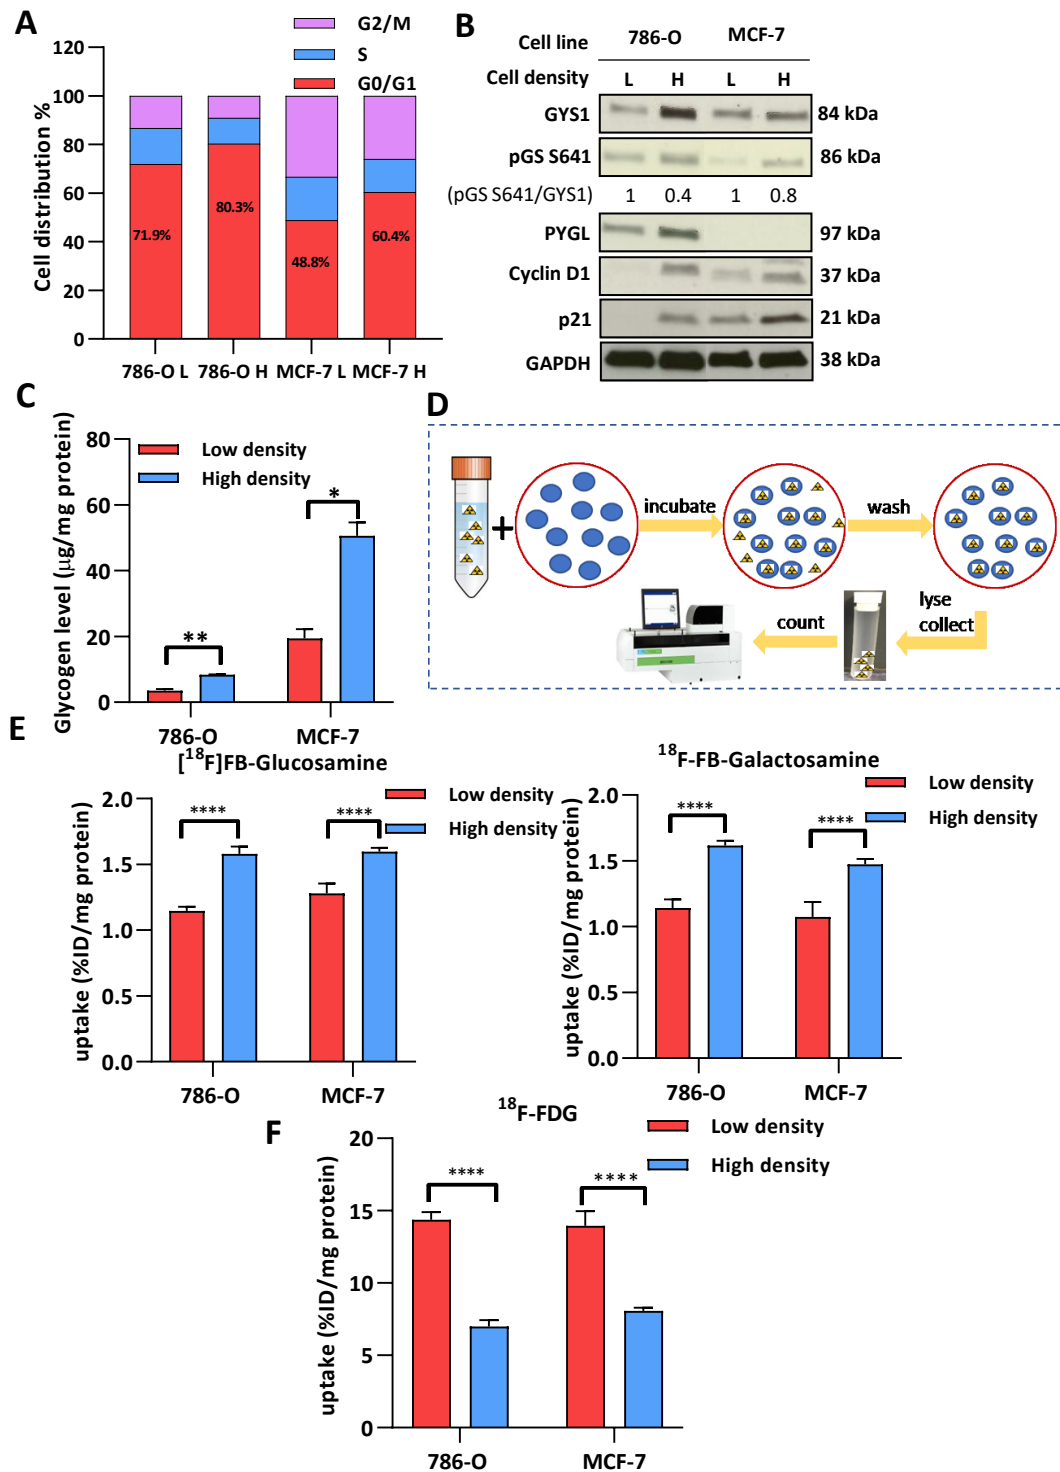 A
G2/M
S
G0/G1
120
100
80
60
40
20
0
Cell distribution %
71.9%
80.3%
48.8%
60.4%
786-O L 786-O H MCF-7 L MCF-7 H
B
Cell line 786-O MCF-7
Cell density L H L H
GYS1 84 kDa
pGS S641 86 kDa
(pGS S641/GYS1) 1 0.4 1 0.8
PYGL 97 kDa
Cyclin D1 37 kDa
p21 21 kDa
GAPDH 38 kDa
C
Glycogen level (μg/mg protein)
80
60
40
20
0
Low density
High density
**
*
786-O MCF-7
D
+
incubate
wash
lyse
collect
count
E
[18F]FB-Glucosamine
Low density
High density
uptake (%ID/mg protein)
2.0
1.5
1.0
0.5
0.0
****
****
786-O MCF-7
18F-FB-Galactosamine
Low density
High density
uptake (%ID/mg protein)
2.0
1.5
1.0
0.5
0.0
****
****
786-O MCF-7
F
18F-FDG
Low density
High density
uptake (%ID/mg protein)
20
15
10
5
0
****
****
786-O MCF-7